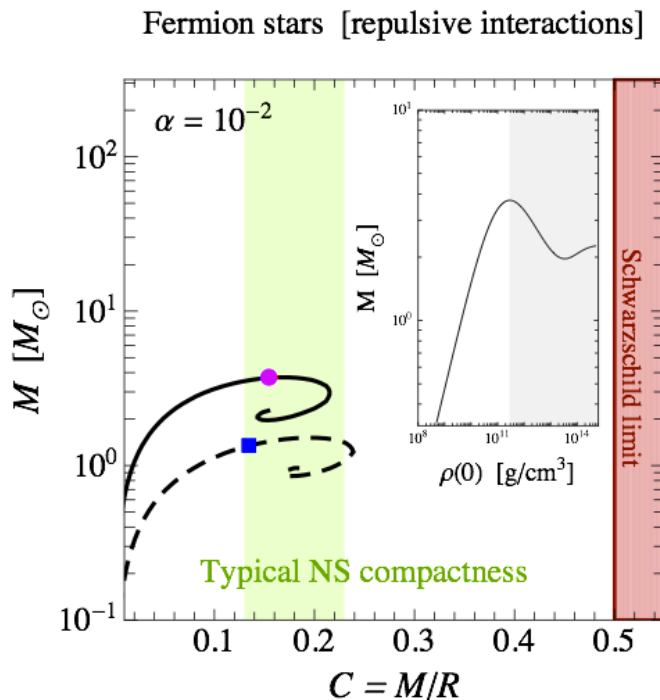 Fermion stars [repulsive interactions]
α = 10⁻²
10²
10¹
10⁰
10⁻¹
M [M⊙]
0.1 0.2 0.3 0.4 0.5
C = M/R
Typical NS compactness
Schwarzschild limit
10¹
10⁰
M [M⊙]
10⁸ 10¹¹ 10¹⁴
ρ(0) [g/cm³]